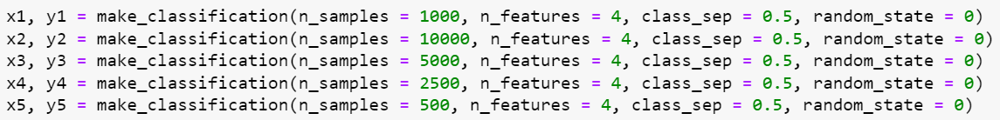 x1, y1 = make_classification(n_samples = 1000, n_features = 4, class_sep = 0.5, random_state = 0)
x2, y2 = make_classification(n_samples = 10000, n_features = 4, class_sep = 0.5, random_state = 0)
x3, y3 = make_classification(n_samples = 5000, n_features = 4, class_sep = 0.5, random_state = 0)
x4, y4 = make_classification(n_samples = 2500, n_features = 4, class_sep = 0.5, random_state = 0)
x5, y5 = make_classification(n_samples = 500, n_features = 4, class_sep = 0.5, random_state = 0)